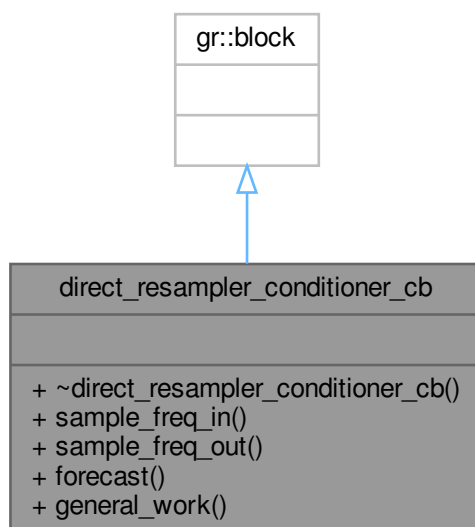 gr::block
direct_resampler_conditioner_cb
+ ~direct_resampler_conditioner_cb()
+ sample_freq_in()
+ sample_freq_out()
+ forecast()
+ general_work()